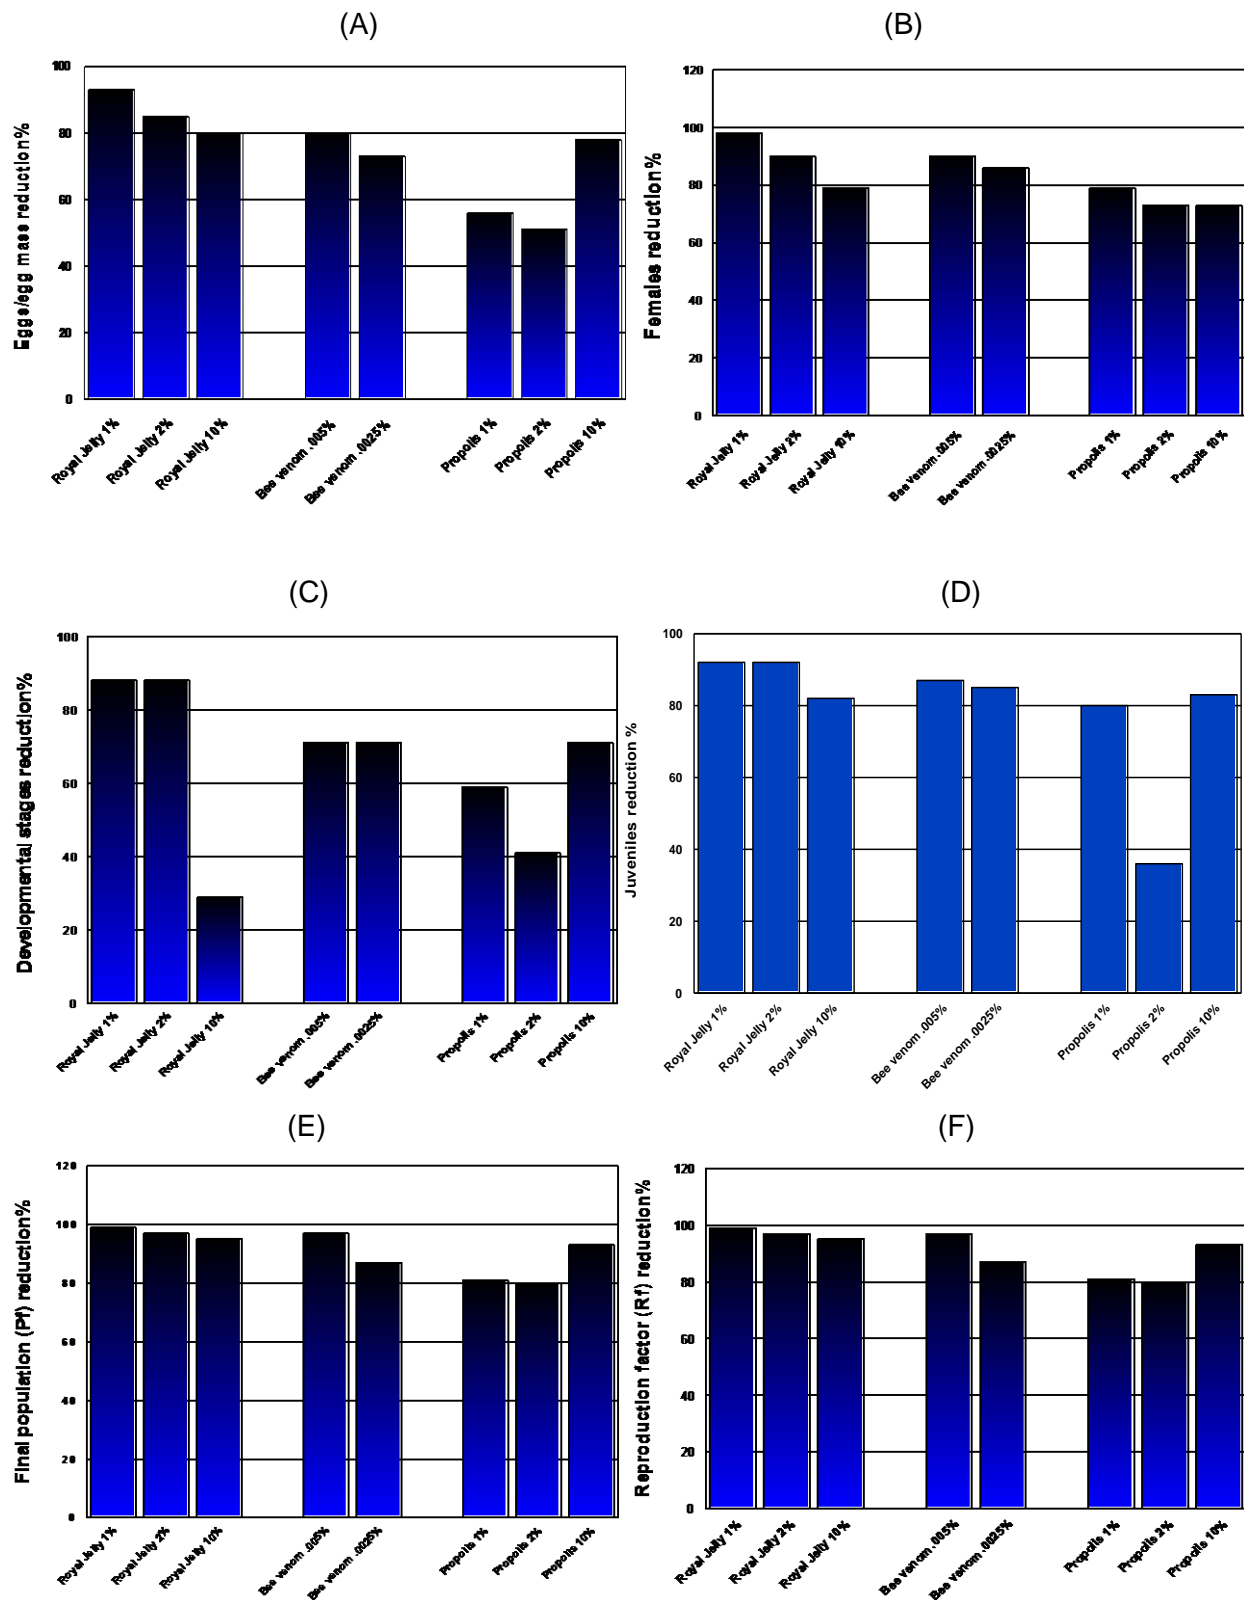 (A)
Eggs/egg mass reduction%
100
80
60
40
20
0
Royal Jelly 1%
Royal Jelly 2%
Royal Jelly 10%
Bee venom .005%
Bee venom .0025%
Propolis 1%
Propolis 2%
Propolis 10%
(B)
Females reduction%
120
100
80
60
40
20
0
Royal Jelly 1%
Royal Jelly 2%
Royal Jelly 10%
Bee venom .005%
Bee venom .0025%
Propolis 1%
Propolis 2%
Propolis 10%
(C)
Developmental stages reduction%
100
80
60
40
20
0
Royal Jelly 1%
Royal Jelly 2%
Royal Jelly 10%
Bee venom .005%
Bee venom .0025%
Propolis 1%
Propolis 2%
Propolis 10%
(D)
Juveniles reduction %
100
80
60
40
20
0
Royal Jelly 1%
Royal Jelly 2%
Royal Jelly 10%
Bee venom .005%
Bee venom .0025%
Propolis 1%
Propolis 2%
Propolis 10%
(E)
Final population (Pf) reduction%
120
100
80
60
40
20
0
Royal Jelly 1%
Royal Jelly 2%
Royal Jelly 10%
Bee venom .005%
Bee venom .0025%
Propolis 1%
Propolis 2%
Propolis 10%
(F)
Reproduction factor (Rf) reduction%
120
100
80
60
40
20
0
Royal Jelly 1%
Royal Jelly 2%
Royal Jelly 10%
Bee venom .005%
Bee venom .0025%
Propolis 1%
Propolis 2%
Propolis 10%